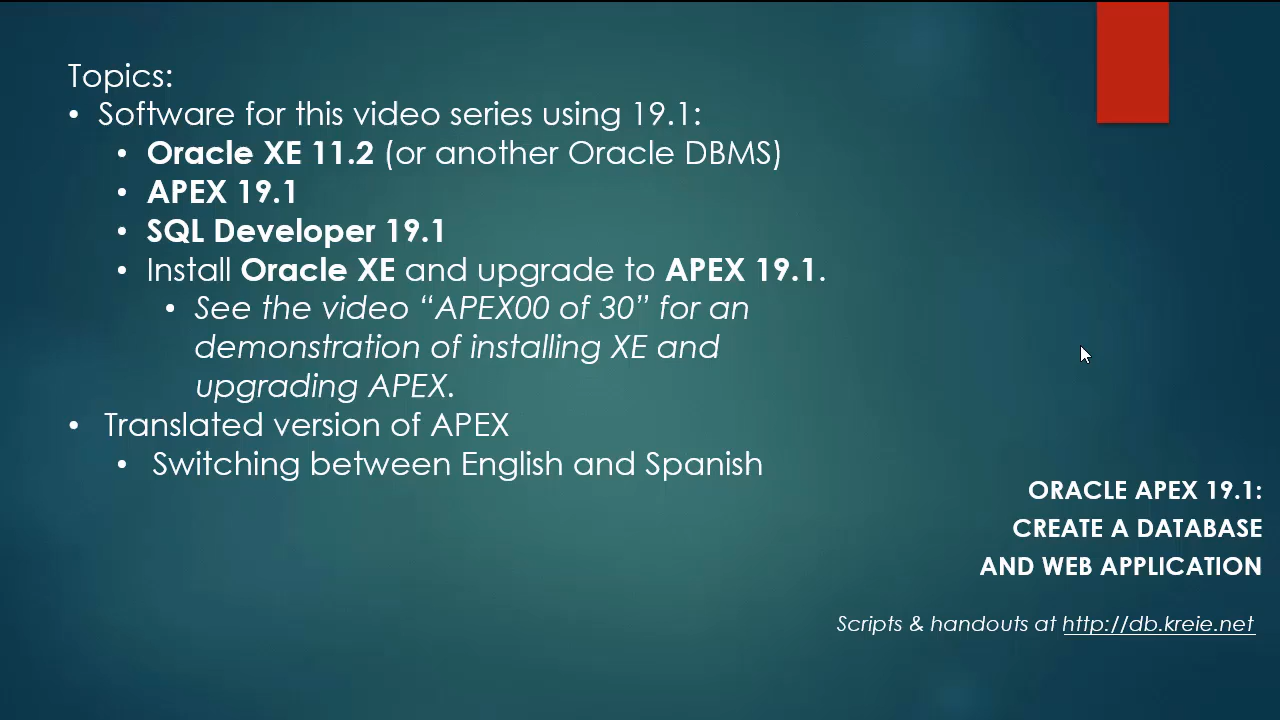 Topics:
• Software for this video series using 19.1:
• Oracle XE 11.2 (or another Oracle DBMS)
• APEX 19.1
• SQL Developer 19.1
• Install Oracle XE and upgrade to APEX 19.1.
• See the video “APEX00 of 30” for an
demonstration of installing XE and
upgrading APEX.
• Translated version of APEX
• Switching between English and Spanish
ORACLE APEX 19.1:
CREATE A DATABASE
AND WEB APPLICATION
Scripts & handouts at http://db.kreie.net